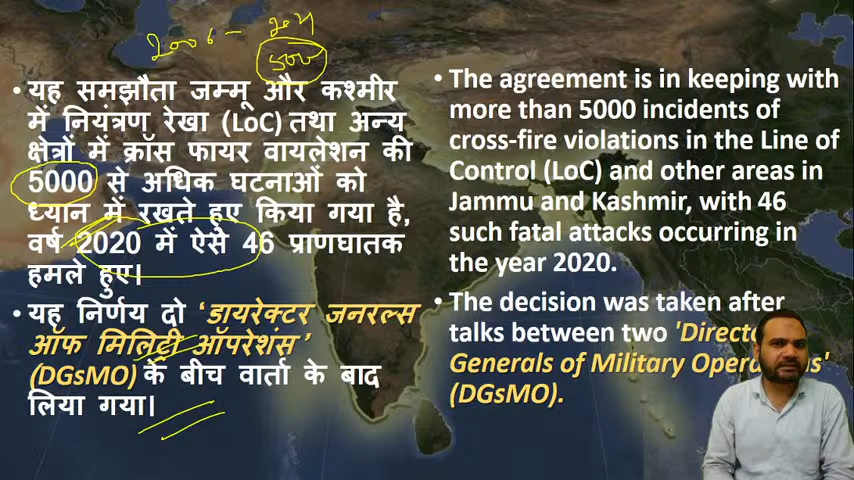 2006 - 2021
500
• यह समझौता जम्मू और कश्मीर
में नियंत्रण रेखा (LoC) तथा अन्य
क्षेत्रों में क्रॉस फायर वायलेशन की
5000 से अधिक घटनाओं को
ध्यान में रखते हुए किया गया है,
वर्ष 2020 में ऐसे 46 प्राणघातक
हमले हुए।
• यह निर्णय दो ‘डायरेक्टर जनरल्स
ऑफ मिलिट्री ऑपरेशंस’
(DGsMO) के बीच वार्ता के बाद
लिया गया।
• The agreement is in keeping with
more than 5000 incidents of
cross-fire violations in the Line of
Control (LoC) and other areas in
Jammu and Kashmir, with 46
such fatal attacks occurring in
the year 2020.
• The decision was taken after
talks between two 'Directo
Generals of Military Opera ns'
(DGsMO).